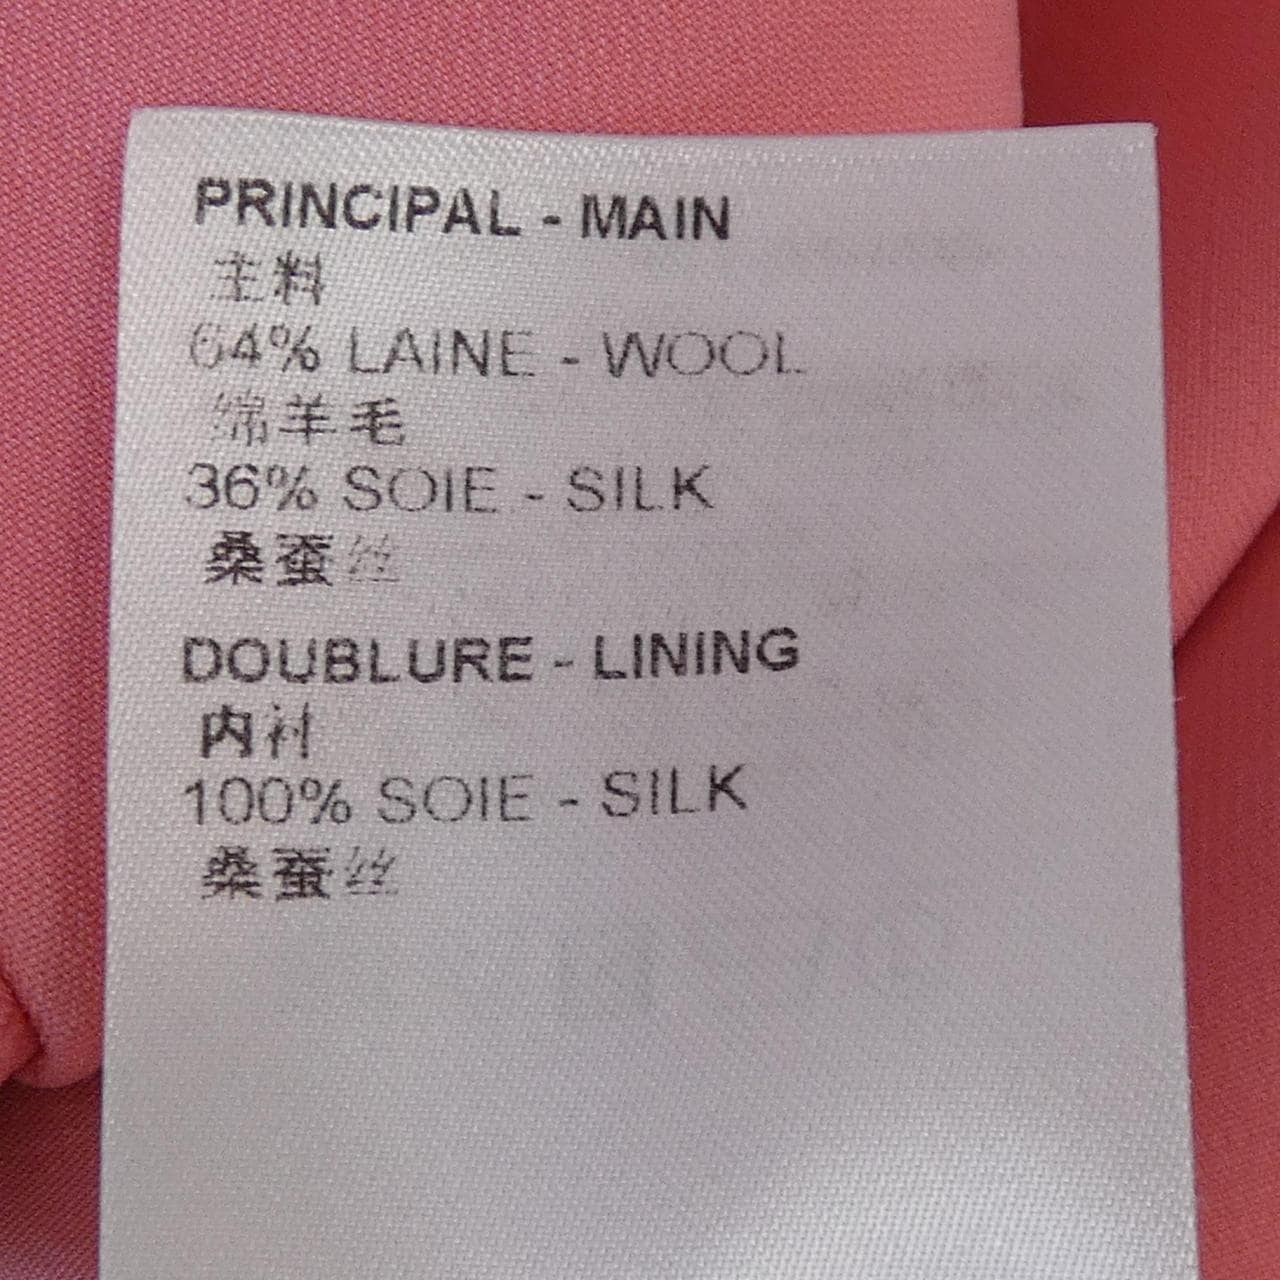 PRINCIPAL - MAIN
主料
64% LAINE - WOOL
绵羊毛
36% SOIE - SILK
桑蚕丝
DOUBLURE - LINING
内衬
100% SOIE - SILK
桑蚕丝